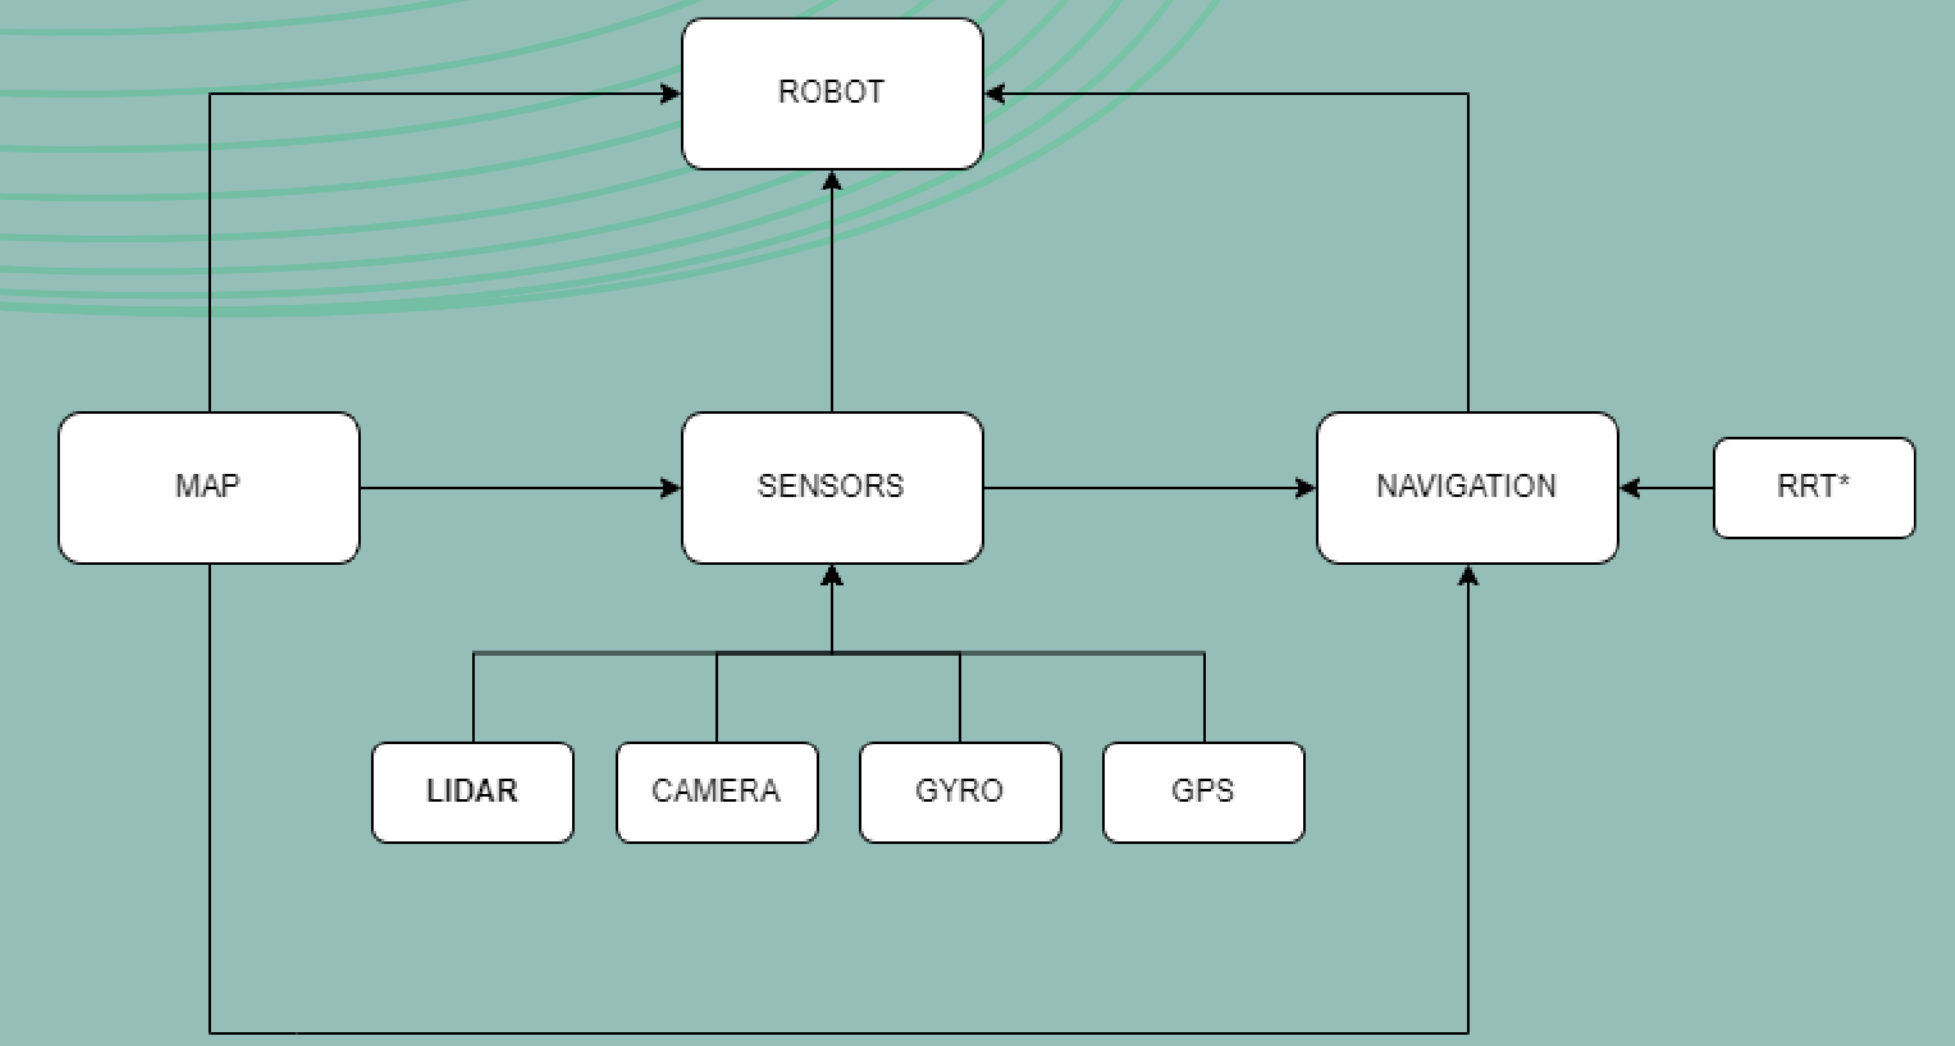 ROBOT
MAP
SENSORS
NAVIGATION
RRT*
LIDAR
CAMERA
GYRO
GPS